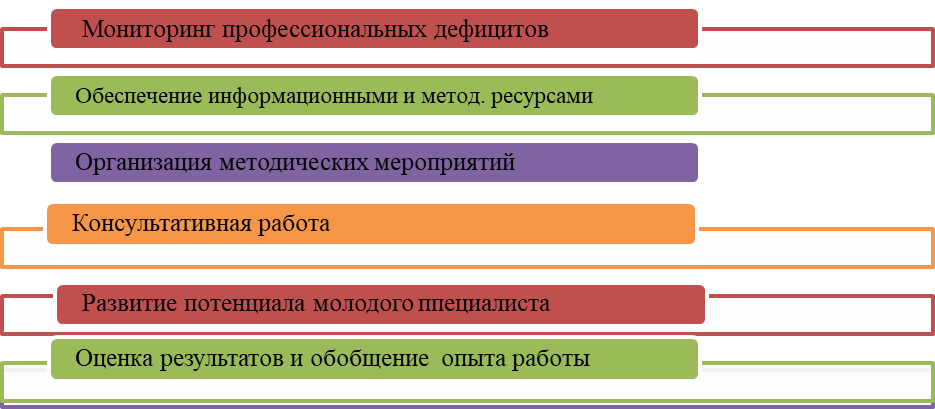 Мониторинг профессиональных дефицитов
Обеспечение информационными и метод. ресурсами
Организация методических мероприятий
Консультативная работа
Развитие потенциала молодого ппециалиста
Оценка результатов и обобщение опыта работы